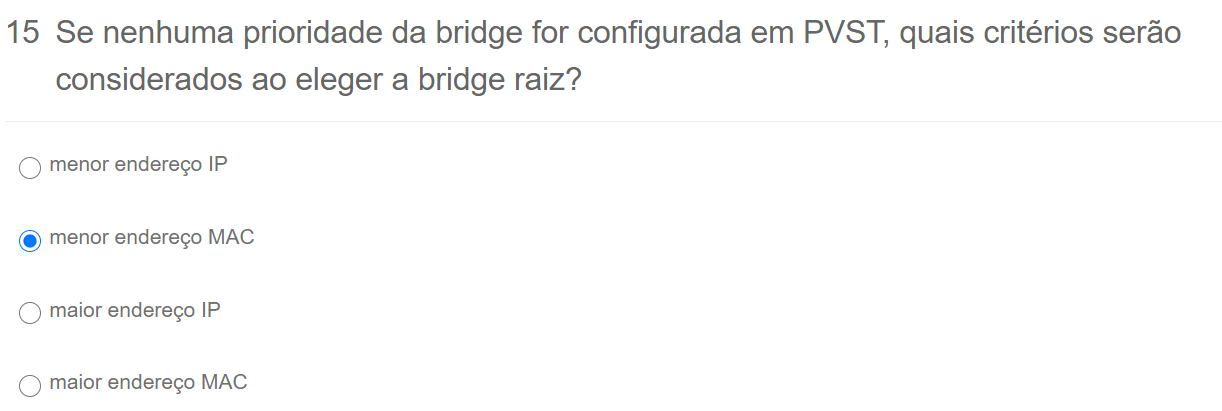 15 Se nenhuma prioridade da bridge for configurada em PVST, quais critérios serão
considerados ao eleger a bridge raiz?
menor endereço IP
menor endereço MAC
maior endereço IP
maior endereço MAC